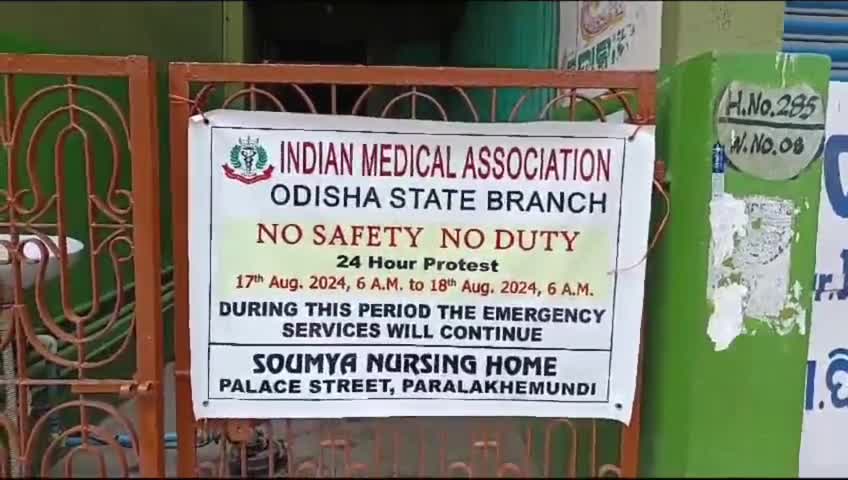 INDIAN MEDICAL ASSOCIATION
ODISHA STATE BRANCH
NO SAFETY NO DUTY
24 Hour Protest
17th Aug. 2024, 6 A.M. to 18th Aug. 2024, 6 A.M.
DURING THIS PERIOD THE EMERGENCY
SERVICES WILL CONTINUE
SOUMYA NURSING HOME
PALACE STREET, PARALAKHEMUNDI
H.No.285
W.No.08